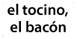 el tocino,
el bacón